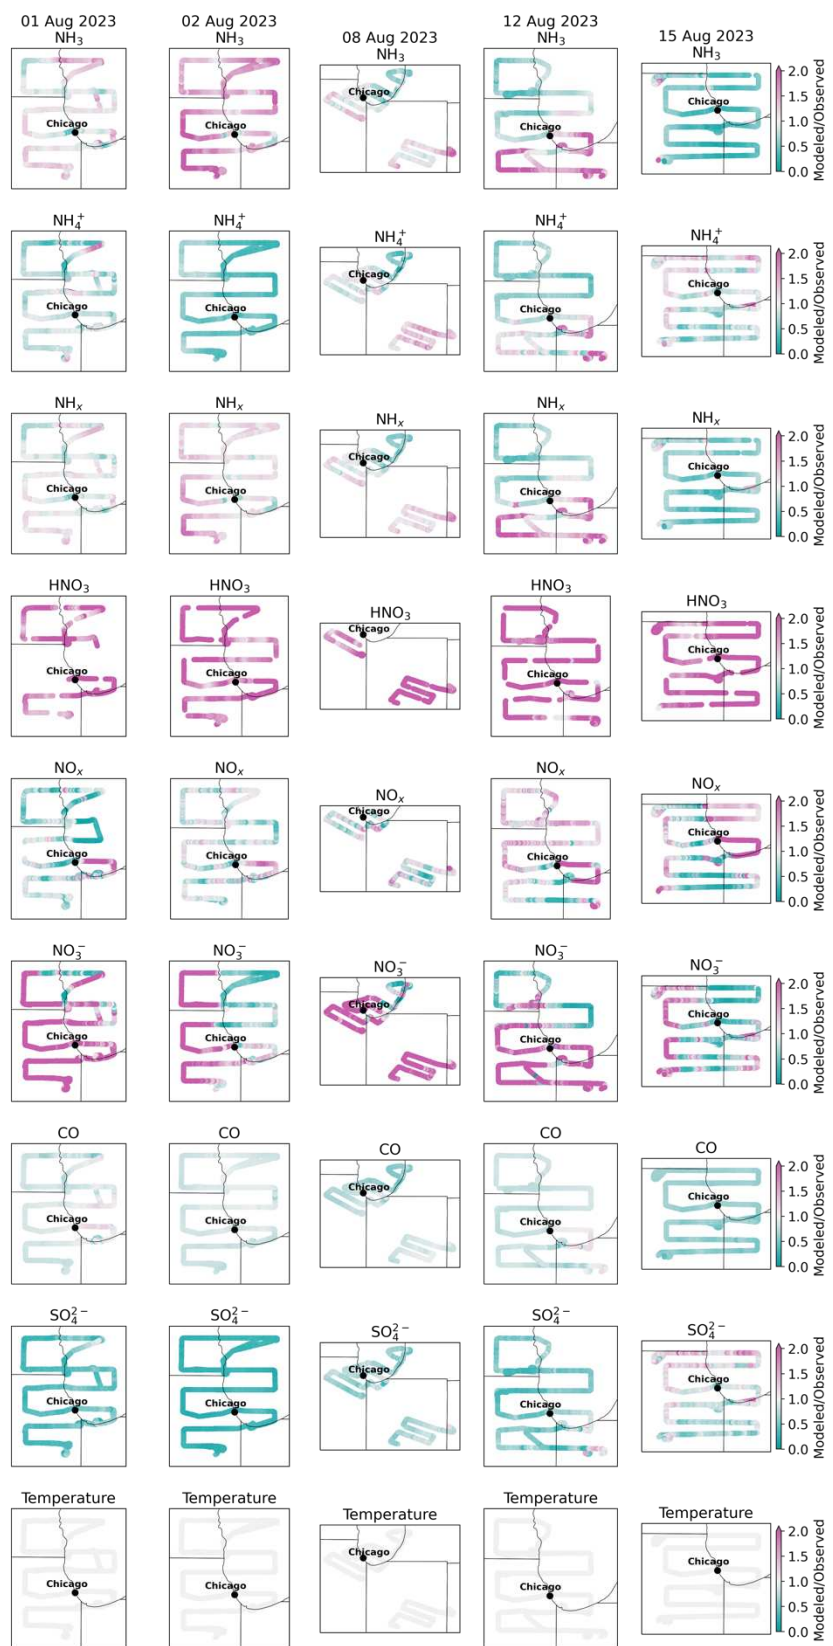 01 Aug 2023 02 Aug 2023 08 Aug 2023 12 Aug 2023 15 Aug 2023
NH₃ NH₃ NH₃ NH₃ NH₃
Chicago Chicago Chicago Chicago Chicago
2.0
1.5
1.0
0.5
0.0
Modeled/Observed
NH₄⁺ NH₄⁺ NH₄⁺ NH₄⁺ NH₄⁺
Chicago Chicago Chicago Chicago Chicago
2.0
1.5
1.0
0.5
0.0
Modeled/Observed
NHₓ NHₓ NHₓ NHₓ NHₓ
Chicago Chicago Chicago Chicago Chicago
2.0
1.5
1.0
0.5
0.0
Modeled/Observed
HNO₃ HNO₃ HNO₃ HNO₃ HNO₃
Chicago Chicago Chicago Chicago Chicago
2.0
1.5
1.0
0.5
0.0
Modeled/Observed
NOₓ NOₓ NOₓ NOₓ NOₓ
Chicago Chicago Chicago Chicago Chicago
2.0
1.5
1.0
0.5
0.0
Modeled/Observed
NO₃⁻ NO₃⁻ NO₃⁻ NO₃⁻ NO₃⁻
Chicago Chicago Chicago Chicago Chicago
2.0
1.5
1.0
0.5
0.0
Modeled/Observed
CO CO CO CO CO
Chicago Chicago Chicago Chicago Chicago
2.0
1.5
1.0
0.5
0.0
Modeled/Observed
SO₄²⁻ SO₄²⁻ SO₄²⁻ SO₄²⁻ SO₄²⁻
Chicago Chicago Chicago Chicago Chicago
2.0
1.5
1.0
0.5
0.0
Modeled/Observed
Temperature Temperature Temperature Temperature Temperature
Chicago Chicago Chicago Chicago Chicago
2.0
1.5
1.0
0.5
0.0
Modeled/Observed